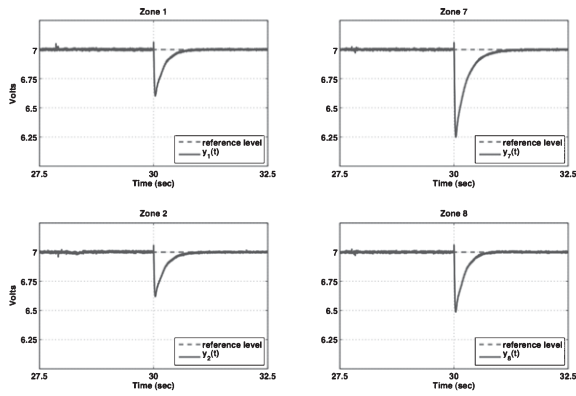 Zone 1
Volts
7
6.75
6.5
6.25
reference level
y1(t)
27.5 30 32.5
Time (sec)
Zone 7
7
6.75
6.5
6.25
reference level
y7(t)
27.5 30 32.5
Time (sec)
Zone 2
Volts
7
6.75
6.5
6.25
reference level
y2(t)
27.5 30 32.5
Time (sec)
Zone 8
7
6.75
6.5
6.25
reference level
y8(t)
27.5 30 32.5
Time (sec)